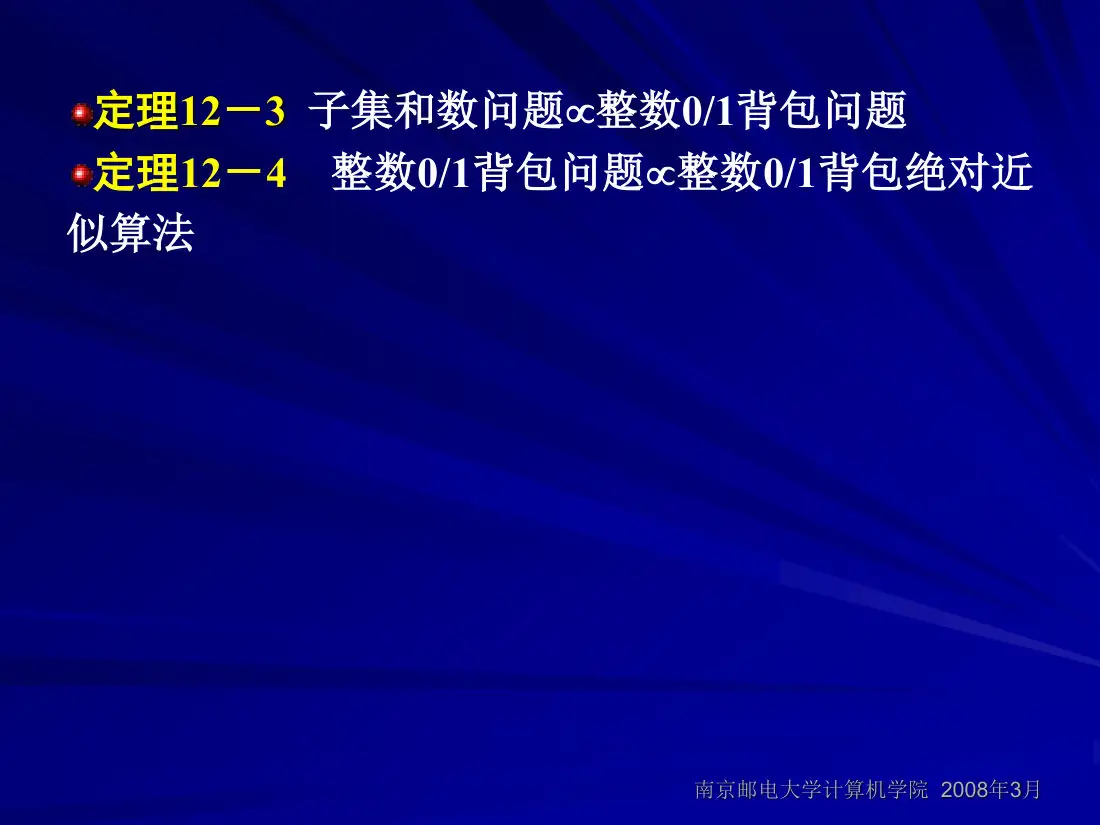 定理12－3 子集和数问题∝整数0/1背包问题
定理12－4 整数0/1背包问题∝整数0/1背包绝对近
似算法
南京邮电大学计算机学院 2008年3月